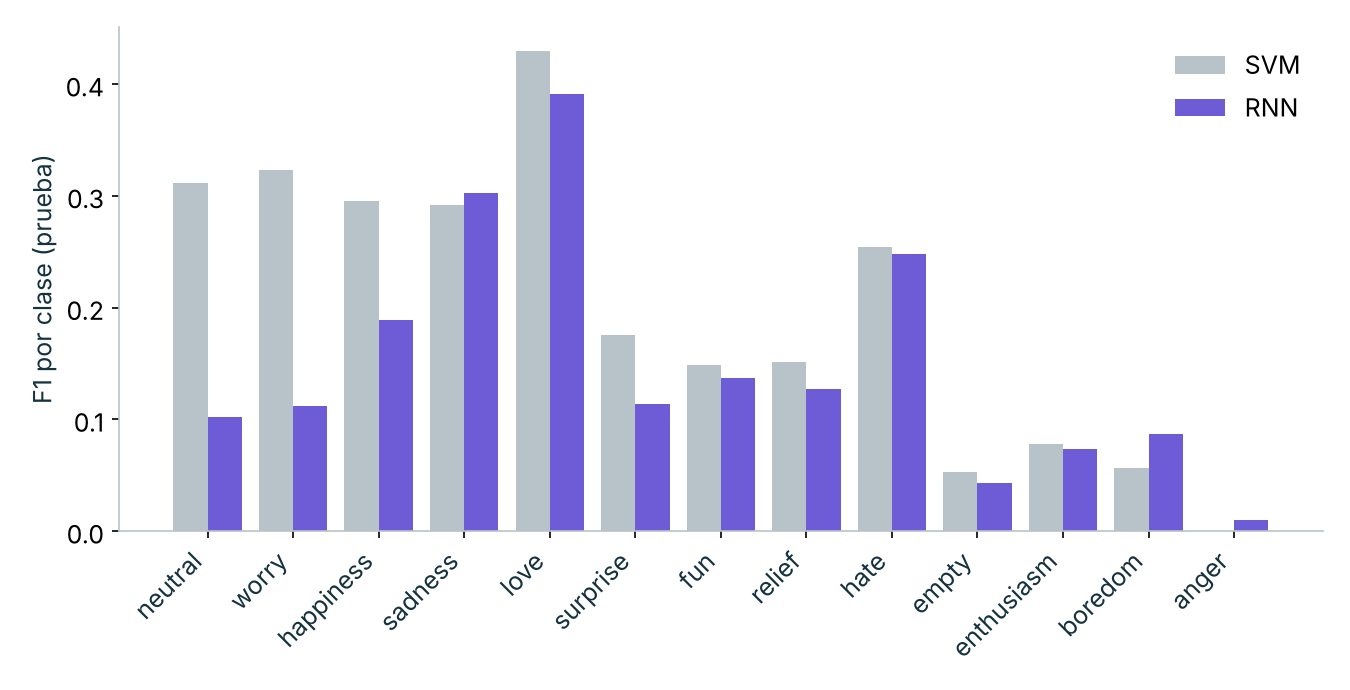 SVM
RNN
F1 por clase (prueba)
0.4
0.3
0.2
0.1
0.0
neutral
worry
happiness
sadness
love
surprise
fun
relief
hate
empty
enthusiasm
boredom
anger